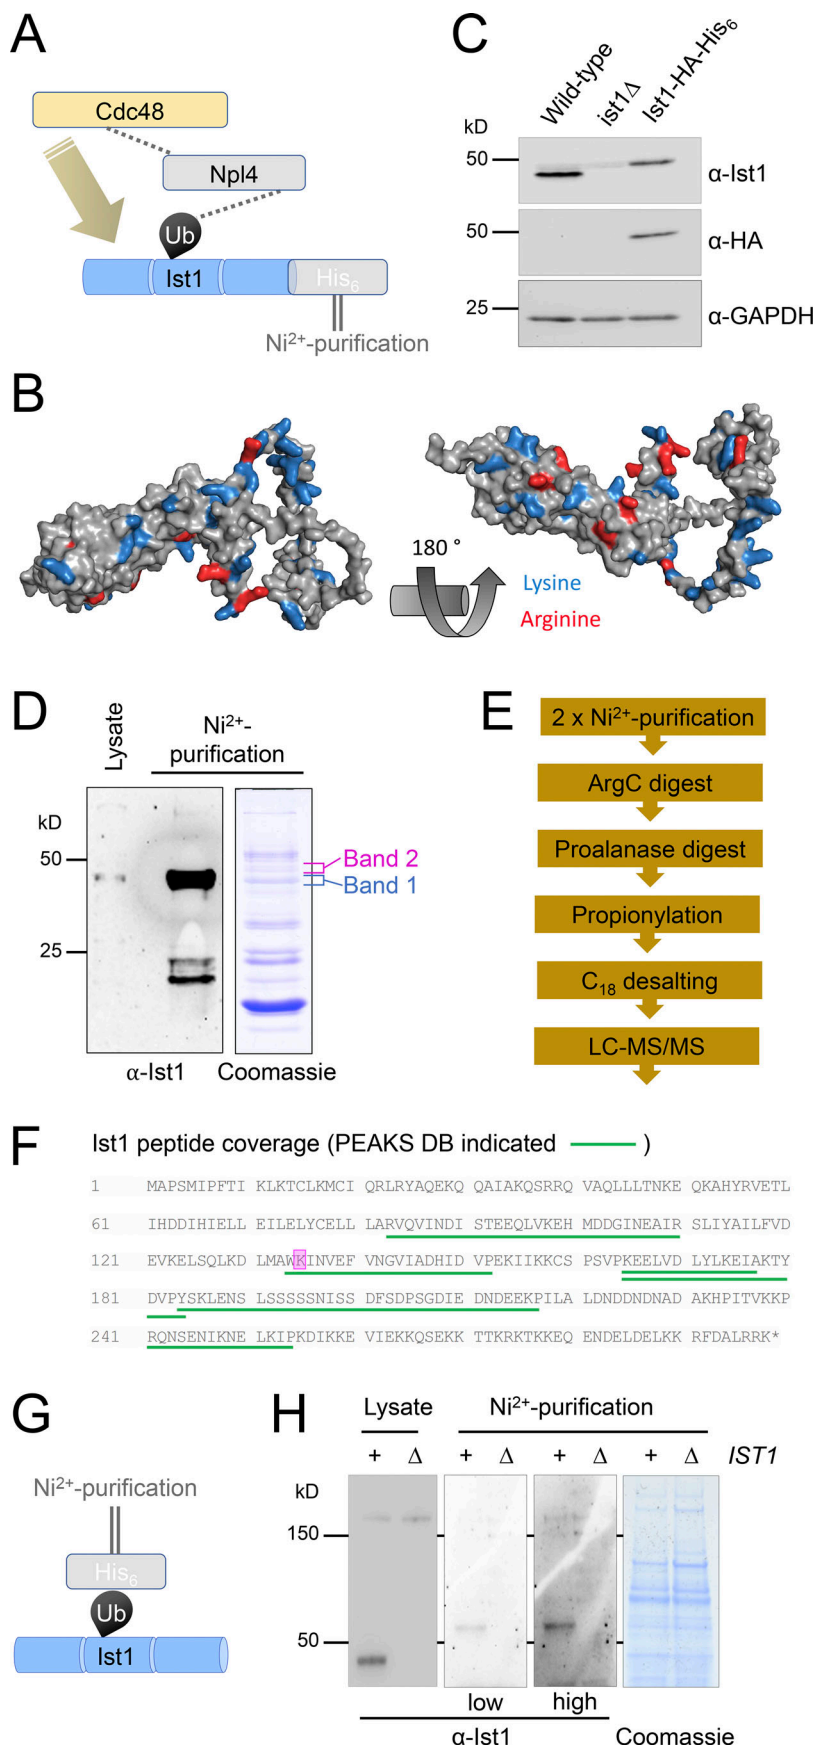 A
Cdc48
Npl4
Ub
Ist1
His₆
Ni²⁺-purification
C
Wild-type
ist1Δ
Ist1-HA-His₆
kD
50
α-Ist1
50
α-HA
25
α-GAPDH
B
180 °
Lysine
Arginine
D
Lysate
Ni²⁺-
purification
kD
50
25
Band 2
Band 1
α-Ist1
Coomassie
E
2 x Ni²⁺-purification
ArgC digest
Proalanase digest
Propionylation
C₁₈ desalting
LC-MS/MS
F
Ist1 peptide coverage (PEAKS DB indicated )
1 MAPSMIPFTI KLKTCLKMCI QRLRYAQEKQ QAIAKQSRRQ VAQLLLTNKE QKAHYRVETL
61 IHDDIHIELL EILELYCELL LARVQVINDI STEEQLVKEH MDDGINEAIR SLIYAILFVD
121 EVKELSQLKD LMAWKINVEF VNGVIADHID VPEKIIKKCS PSVPKEELVD LYLKEIAKTY
181 DVPYSKLENS LSSSSSNISS DFSDPSGDIE DNDEEKPILA LDNDDNDNAD AKHPITVKKP
241 RQNSENIKNE LKIPKDIKKE VIEKKQSEKK TTKRKTKKEQ ENDELDELKK RFDALRRK*
G
Ni²⁺-purification
His₆
Ub
Ist1
H
Lysate
Ni²⁺-purification
+ Δ + Δ + Δ + Δ IST1
kD
150
50
low
high
α-Ist1
Coomassie